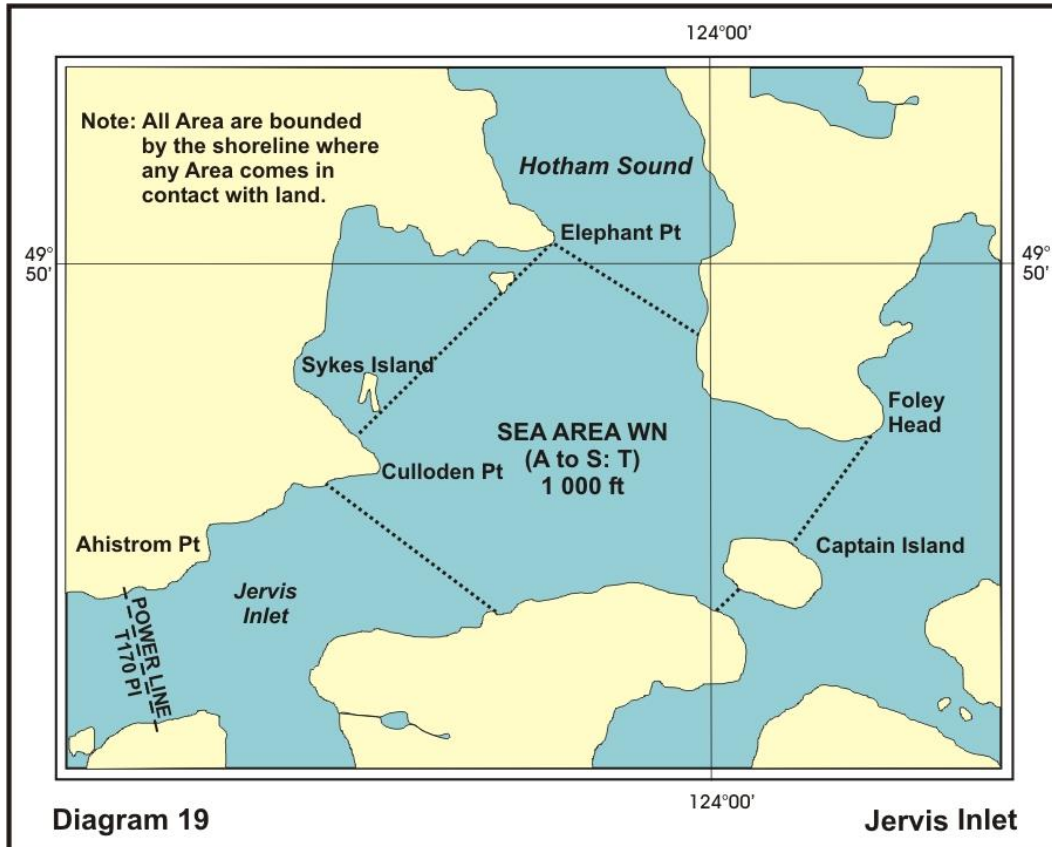 124°00'
Note: All Area are bounded
by the shoreline where
any Area comes in
contact with land.
Hotham Sound
Elephant Pt
49°
50'
49°
50'
Sykes Island
Foley
Head
SEA AREA WN
(A to S: T)
1 000 ft
Culloden Pt
Ahistrom Pt
Captain Island
Jervis
Inlet
POWER LINE
T170 PI
124°00'
Diagram 19
Jervis Inlet